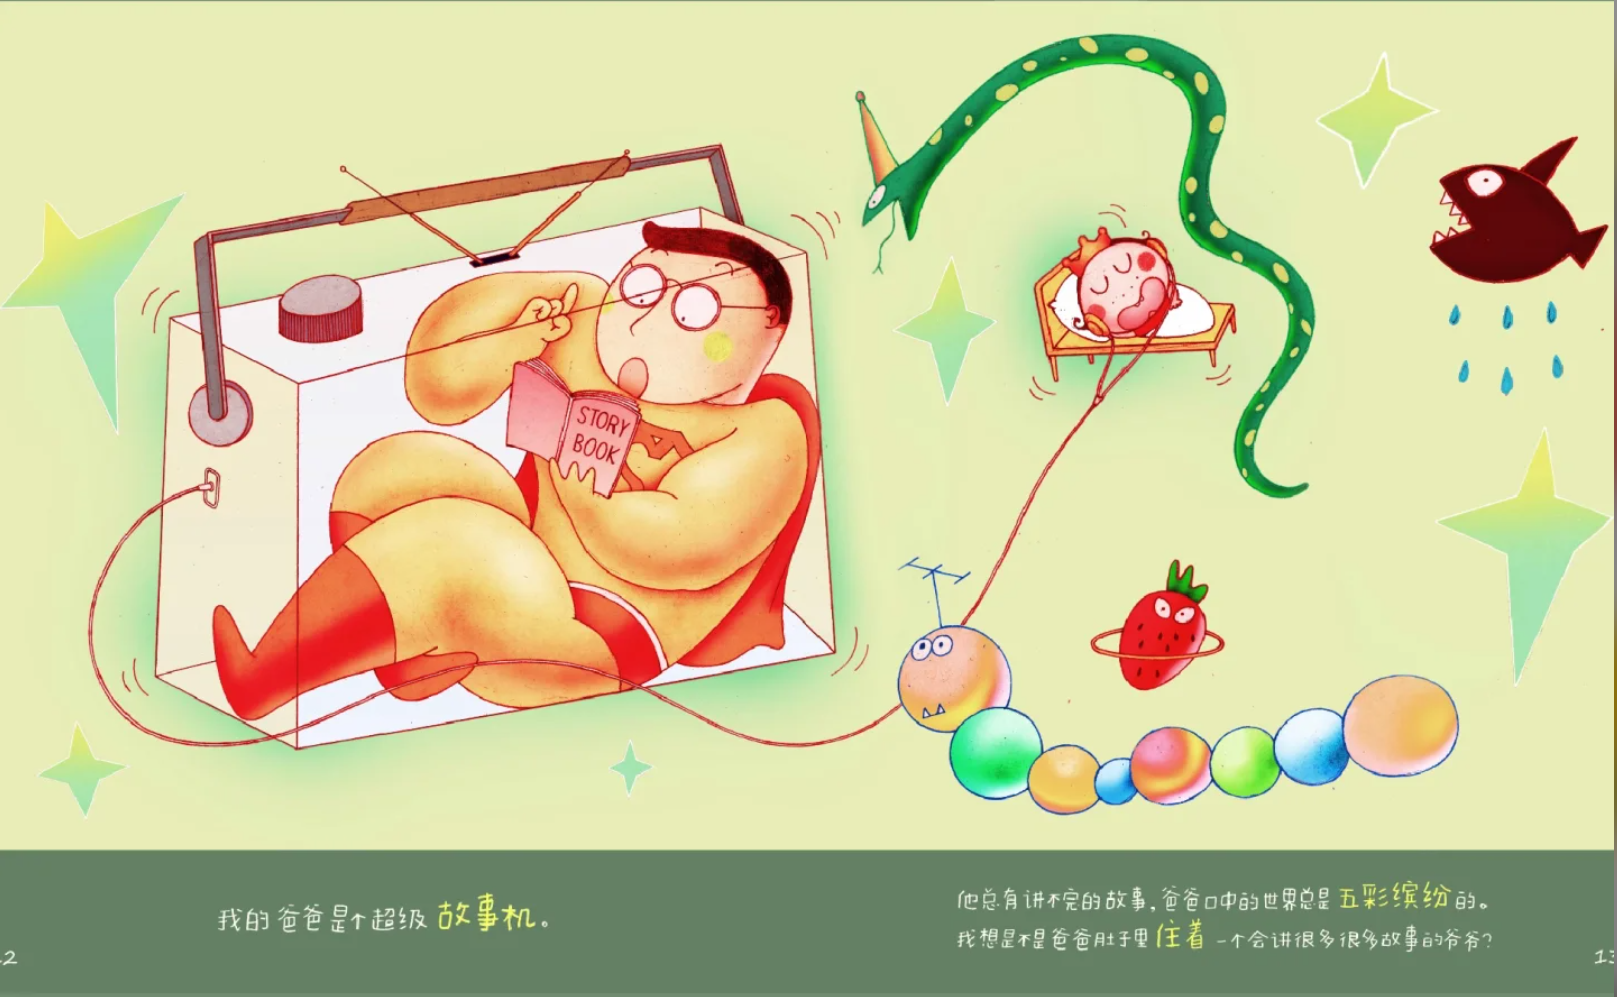 STORY
BOOK
我的爸爸是个超级故事机。
他总有讲不完的故事,爸爸口中的世界总是五彩缤纷的。
我想是不是爸爸肚子里住着一个会讲很多很多故事的爷爷?
12
13